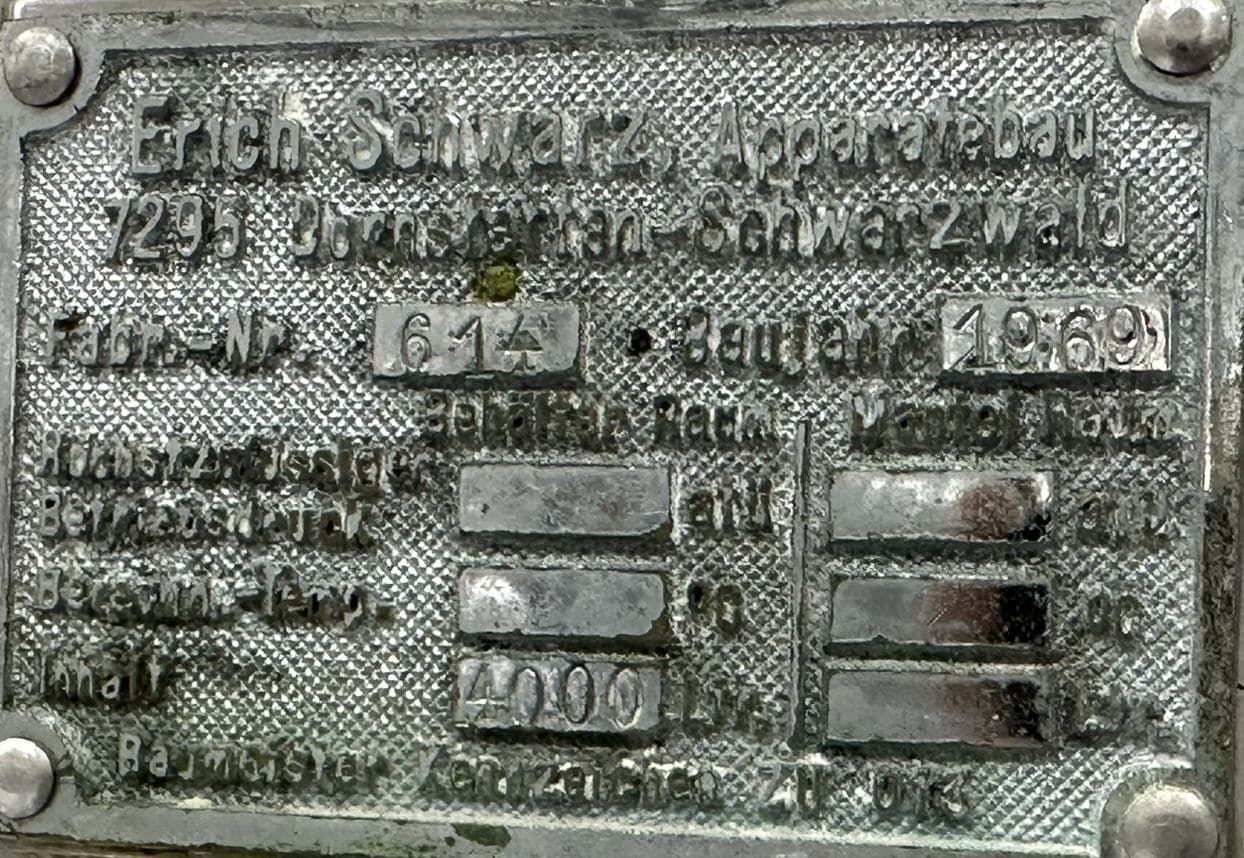 Erich Schwarz, Apparatebau
7295 Dornstetten-Schwarzwald
Fabr.-Nr. 614 · Baujahr 1969
Behälter Raum Mantel Raum
Höchstzulässiger
Betriebsdruck atü atü
Berechn.-Temp. °C °C
Inhalt 4000 Ltr. Ltr.
Baumuster Kennzeichen